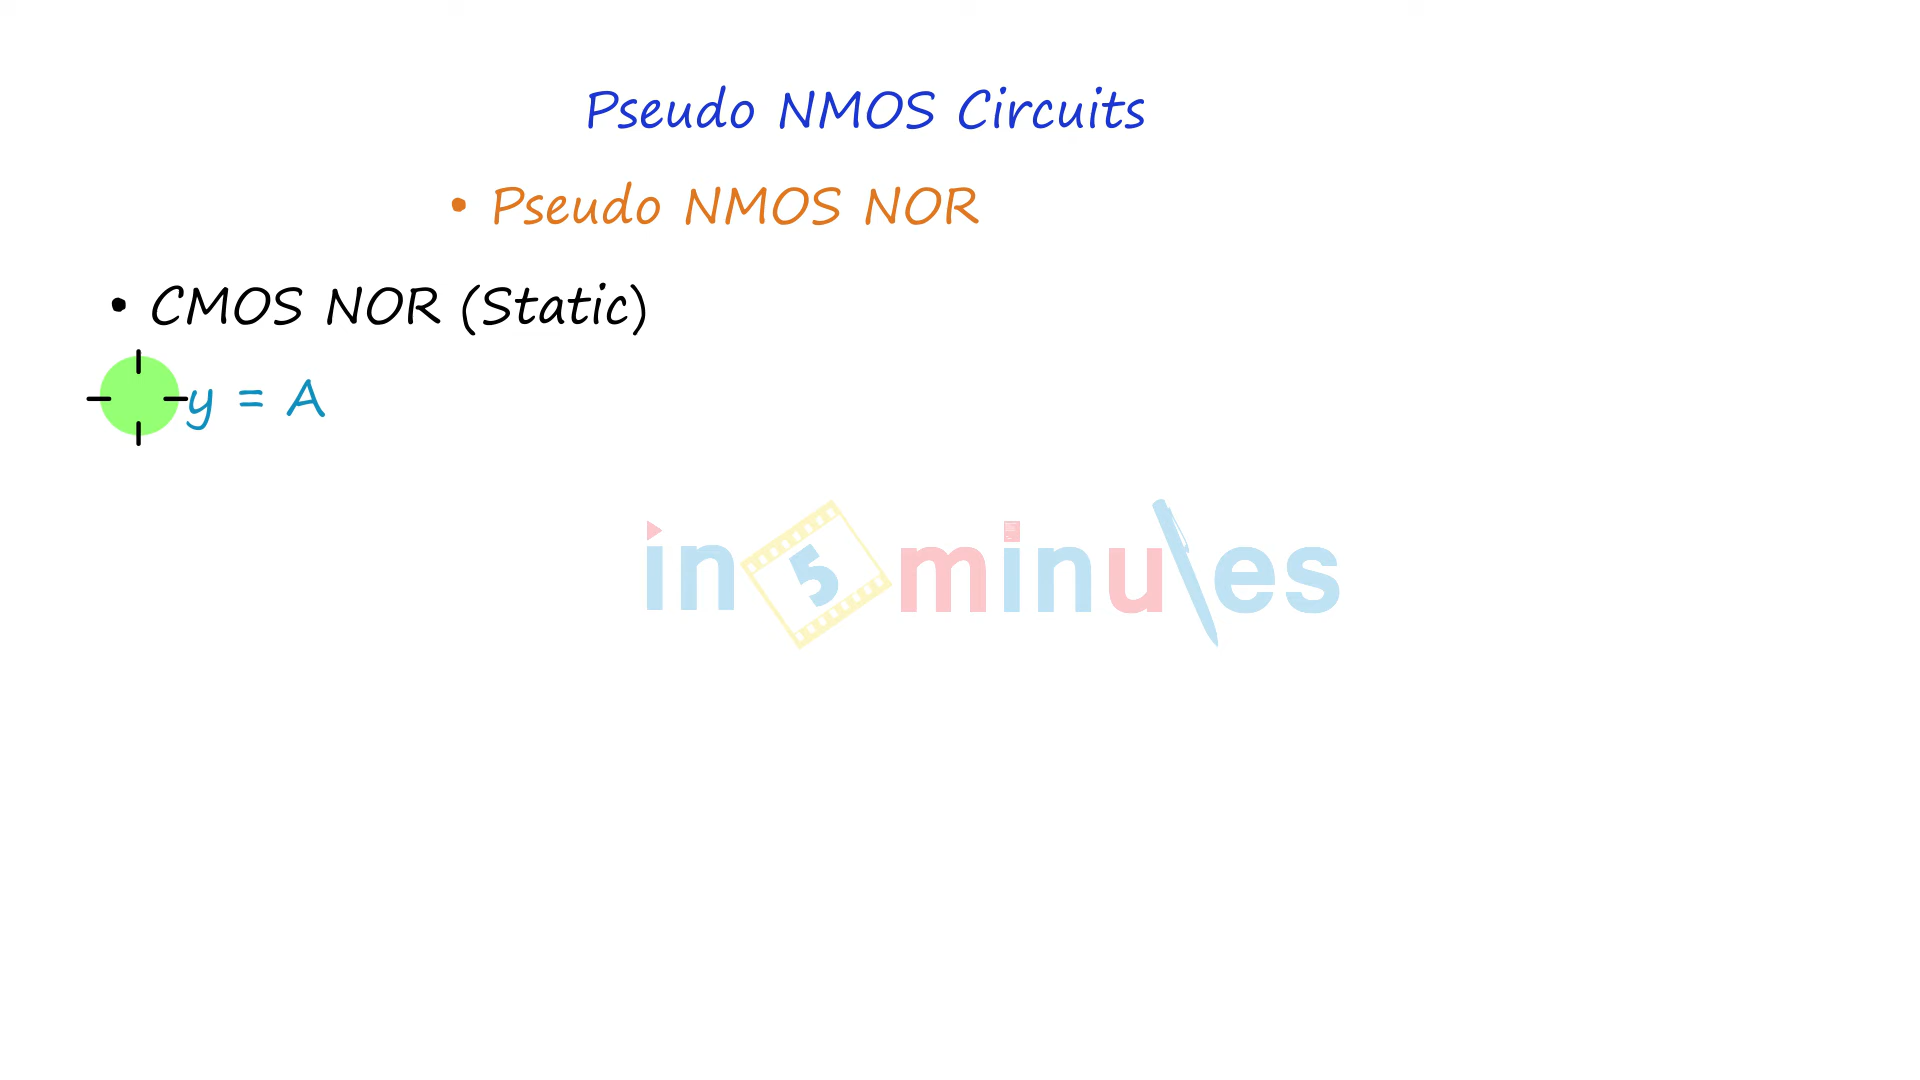 Pseudo NMOS Circuits
• Pseudo NMOS NOR
• CMOS NOR (Static)
y = A
in 5 minutes